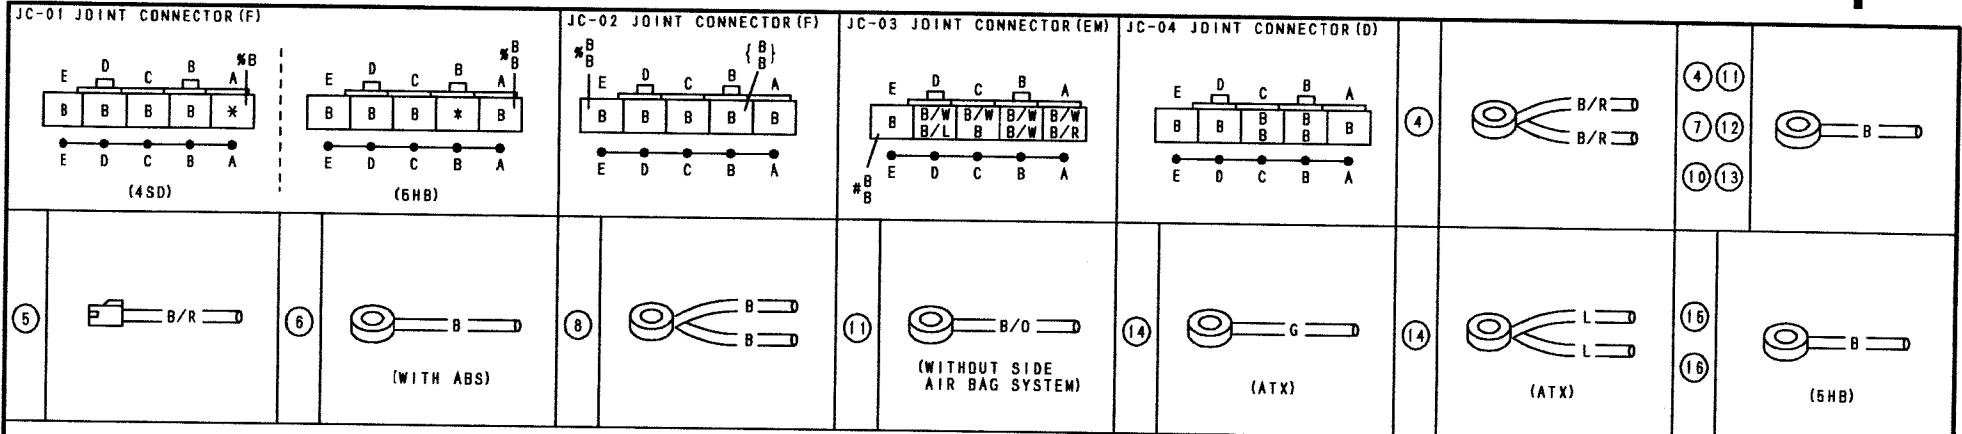 JC-01 JOINT CONNECTOR(F)
E D C B A %B
B B B B *
E D C B A
(4SD)
%B
B
E D C B A
B B B * B
E D C B A
(5HB)
JC-02 JOINT CONNECTOR(F)
%B
B
{B
B}
E D C B A
B B B B B
E D C B A
JC-03 JOINT CONNECTOR(EM)
E D C B A
B B/W B/W B/W B/W
B/L B B/W B/R
E D C B A
#B
B
JC-04 JOINT CONNECTOR(D)
E D C B A
B B B B B
B B
E D C B A
4
B/R
B/R
4 11
7 12
10 13
B
5
B/R
6
B
(WITH ABS)
8
B
B
11
B/O
(WITHOUT SIDE
AIR BAG SYSTEM)
14
G
(ATX)
14
L
L
(ATX)
15
16
B
(5HB)